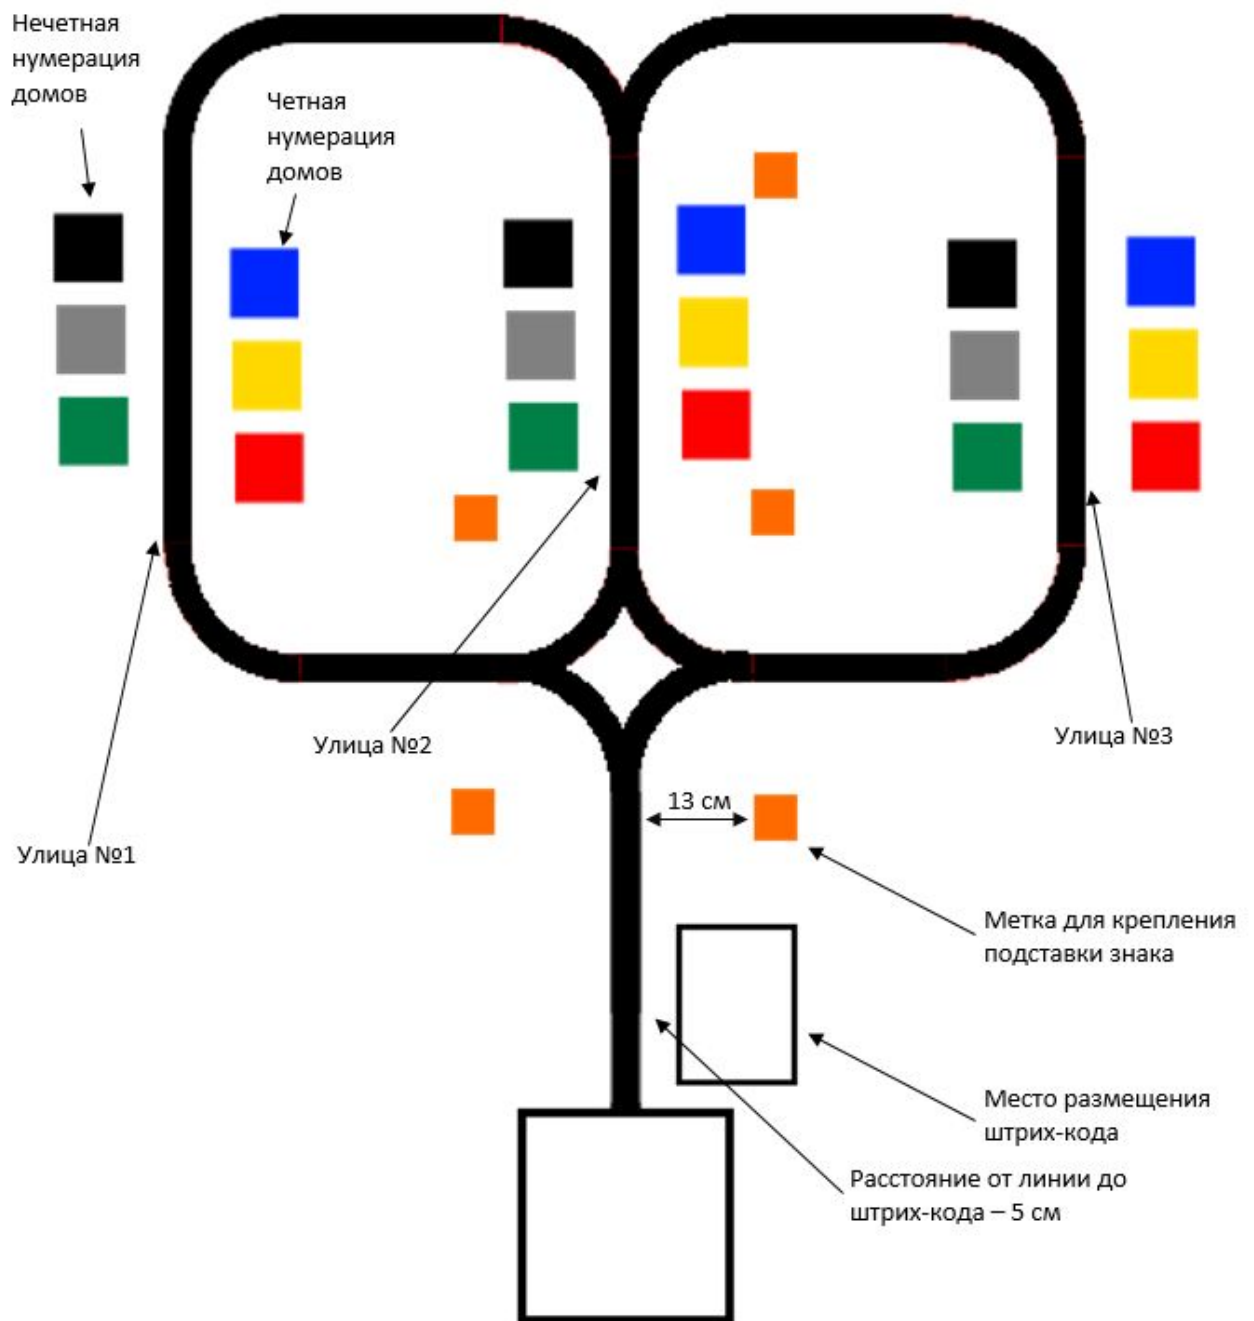 Нечетная
нумерация
домов
Четная
нумерация
домов
Улица №2
Улица №3
13 см
Улица №1
Метка для крепления
подставки знака
Место размещения
штрих-кода
Расстояние от линии до
штрих-кода – 5 см